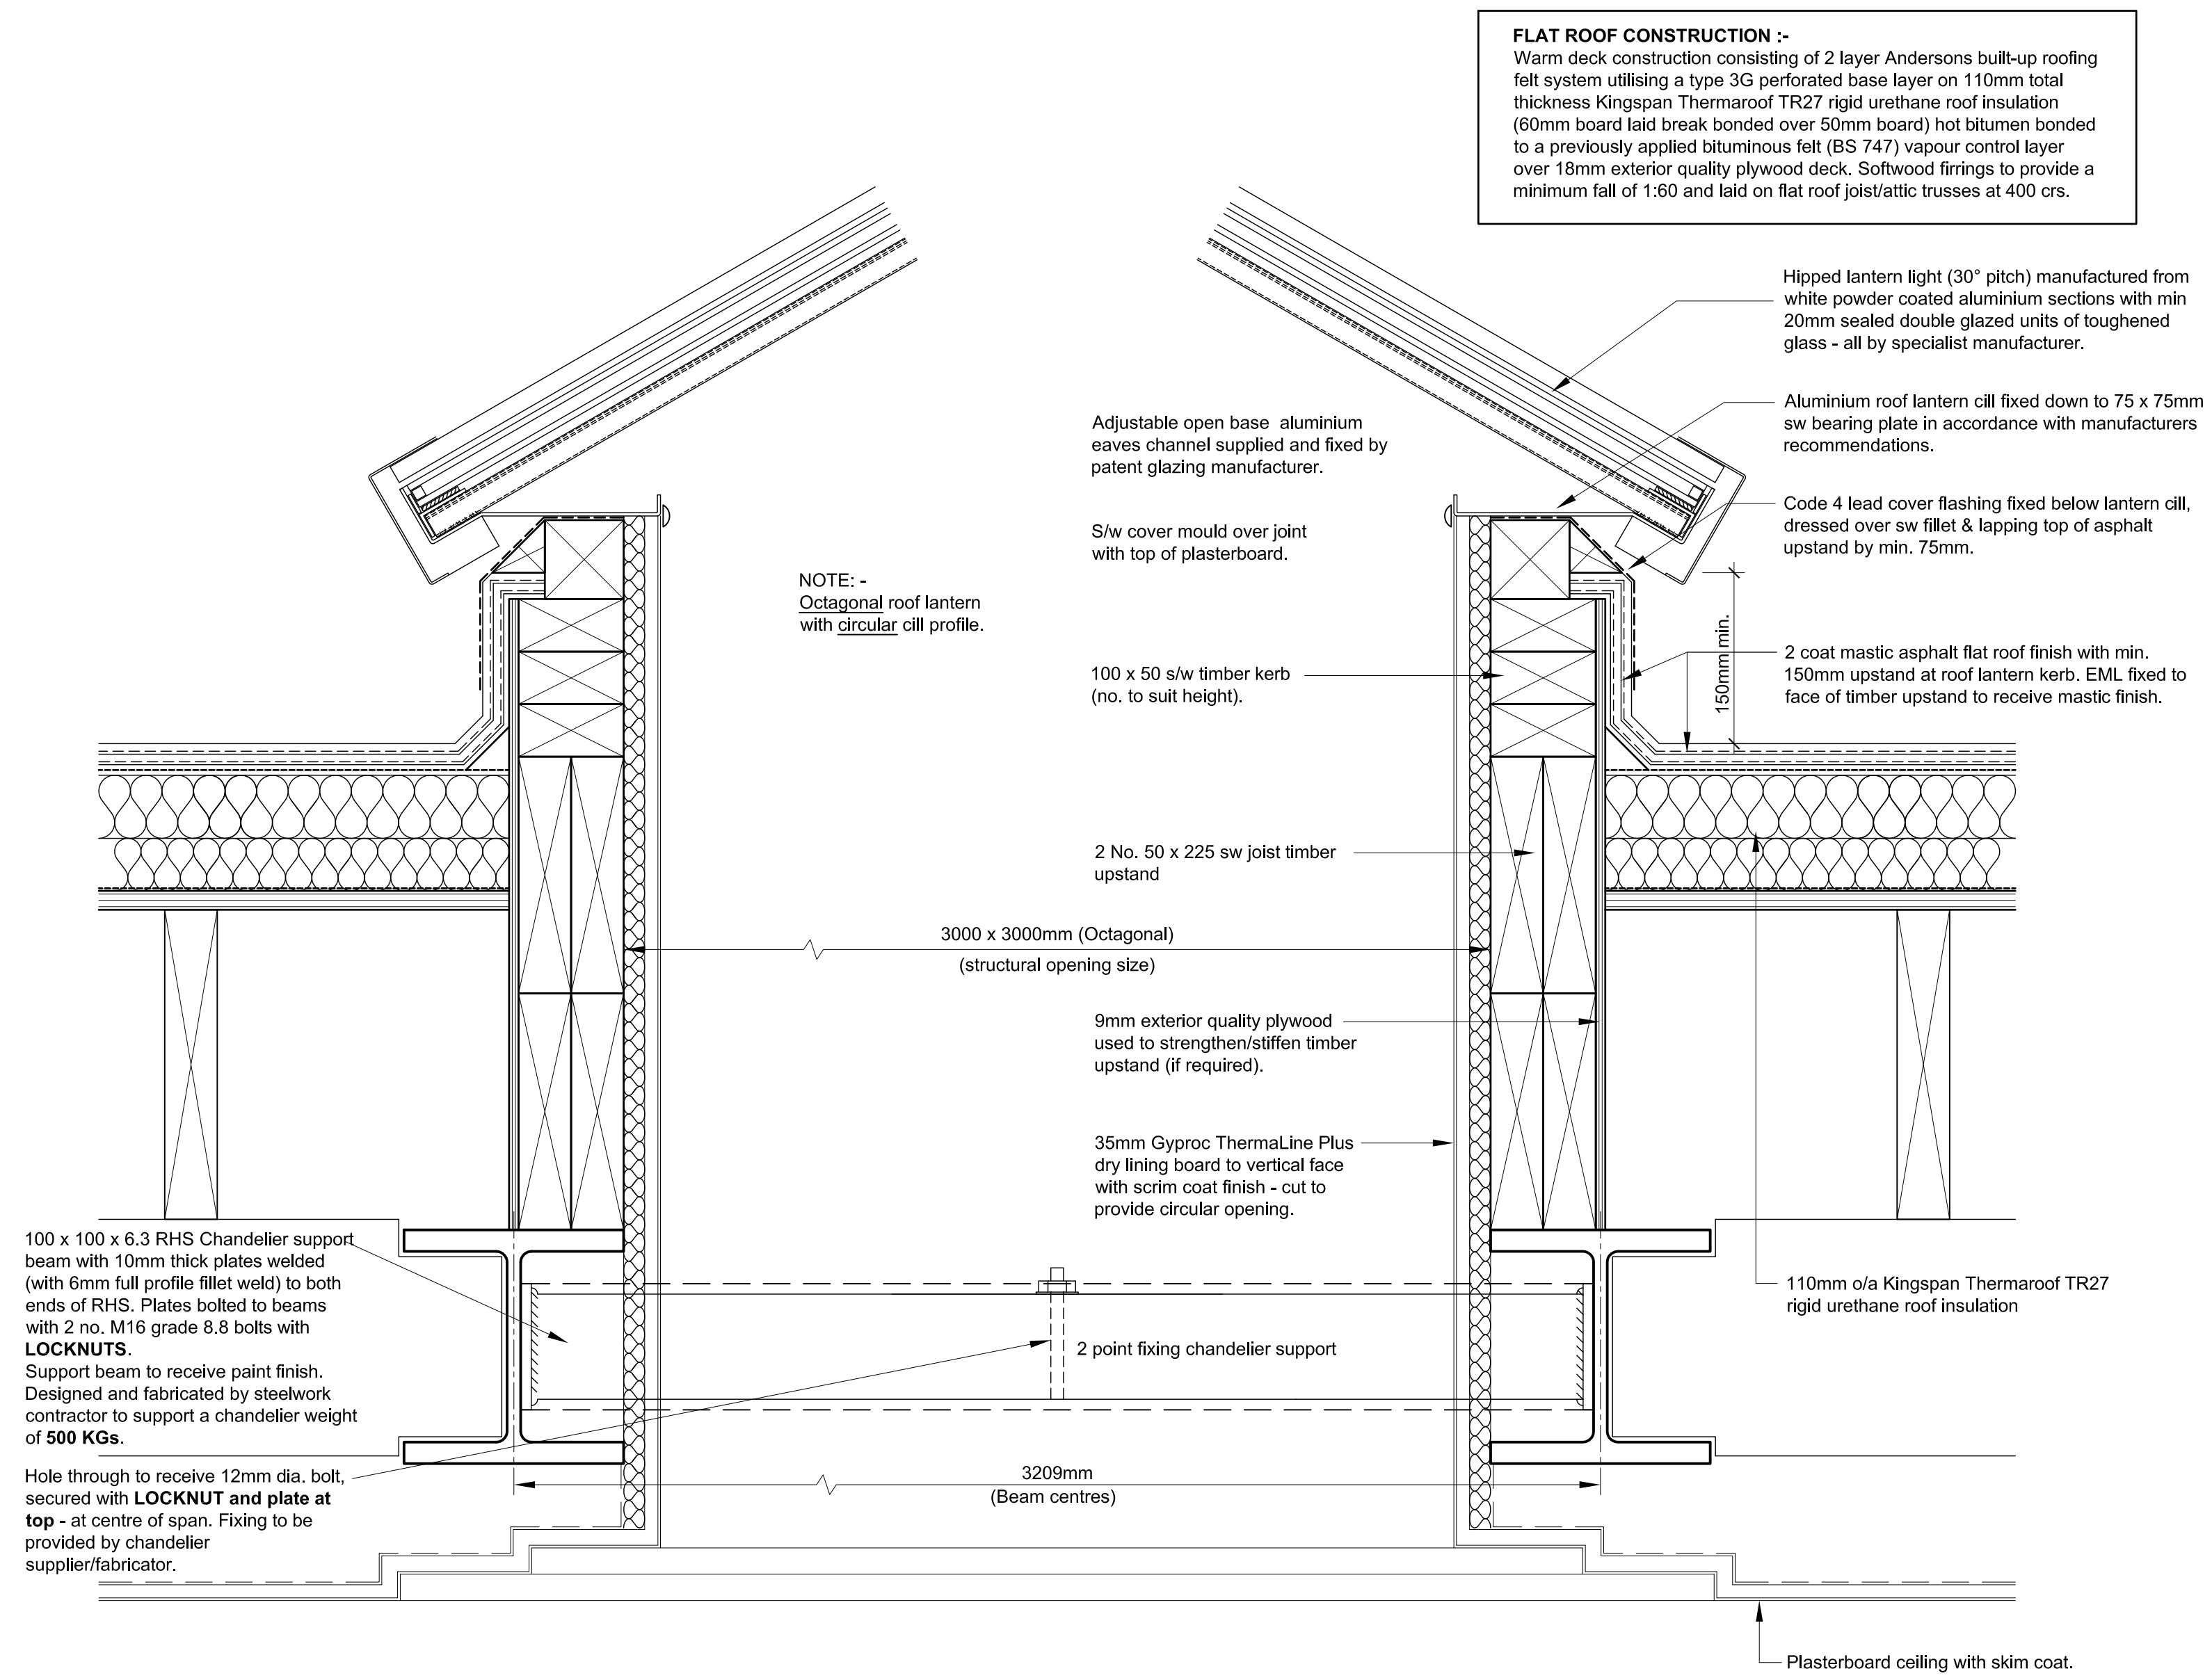 FLAT ROOF CONSTRUCTION :-
Warm deck construction consisting of 2 layer Andersons built-up roofing
felt system utilising a type 3G perforated base layer on 110mm total
thickness Kingspan Thermaroof TR27 rigid urethane roof insulation
(60mm board laid break bonded over 50mm board) hot bitumen bonded
to a previously applied bituminous felt (BS 747) vapour control layer
over 18mm exterior quality plywood deck. Softwood firrings to provide a
minimum fall of 1:60 and laid on flat roof joist/attic trusses at 400 crs.
Hipped lantern light (30° pitch) manufactured from
white powder coated aluminium sections with min
20mm sealed double glazed units of toughened
glass - all by specialist manufacturer.
Aluminium roof lantern cill fixed down to 75 x 75mm
sw bearing plate in accordance with manufacturers
recommendations.
Adjustable open base aluminium
eaves channel supplied and fixed by
patent glazing manufacturer.
Code 4 lead cover flashing fixed below lantern cill,
dressed over sw fillet & lapping top of asphalt
upstand by min. 75mm.
S/w cover mould over joint
with top of plasterboard.
NOTE: -
Octagonal roof lantern
with circular cill profile.
150mm min.
2 coat mastic asphalt flat roof finish with min.
150mm upstand at roof lantern kerb. EML fixed to
face of timber upstand to receive mastic finish.
100 x 50 s/w timber kerb
(no. to suit height).
2 No. 50 x 225 sw joist timber
upstand
3000 x 3000mm (Octagonal)
(structural opening size)
9mm exterior quality plywood
used to strengthen/stiffen timber
upstand (if required).
35mm Gyproc ThermaLine Plus
dry lining board to vertical face
with scrim coat finish - cut to
provide circular opening.
100 x 100 x 6.3 RHS Chandelier support
beam with 10mm thick plates welded
(with 6mm full profile fillet weld) to both
ends of RHS. Plates bolted to beams
with 2 no. M16 grade 8.8 bolts with
LOCKNUTS.
Support beam to receive paint finish.
Designed and fabricated by steelwork
contractor to support a chandelier weight
of 500 KGs.
110mm o/a Kingspan Thermaroof TR27
rigid urethane roof insulation
2 point fixing chandelier support
Hole through to receive 12mm dia. bolt,
secured with LOCKNUT and plate at
top - at centre of span. Fixing to be
provided by chandelier
supplier/fabricator.
3209mm
(Beam centres)
Plasterboard ceiling with skim coat.